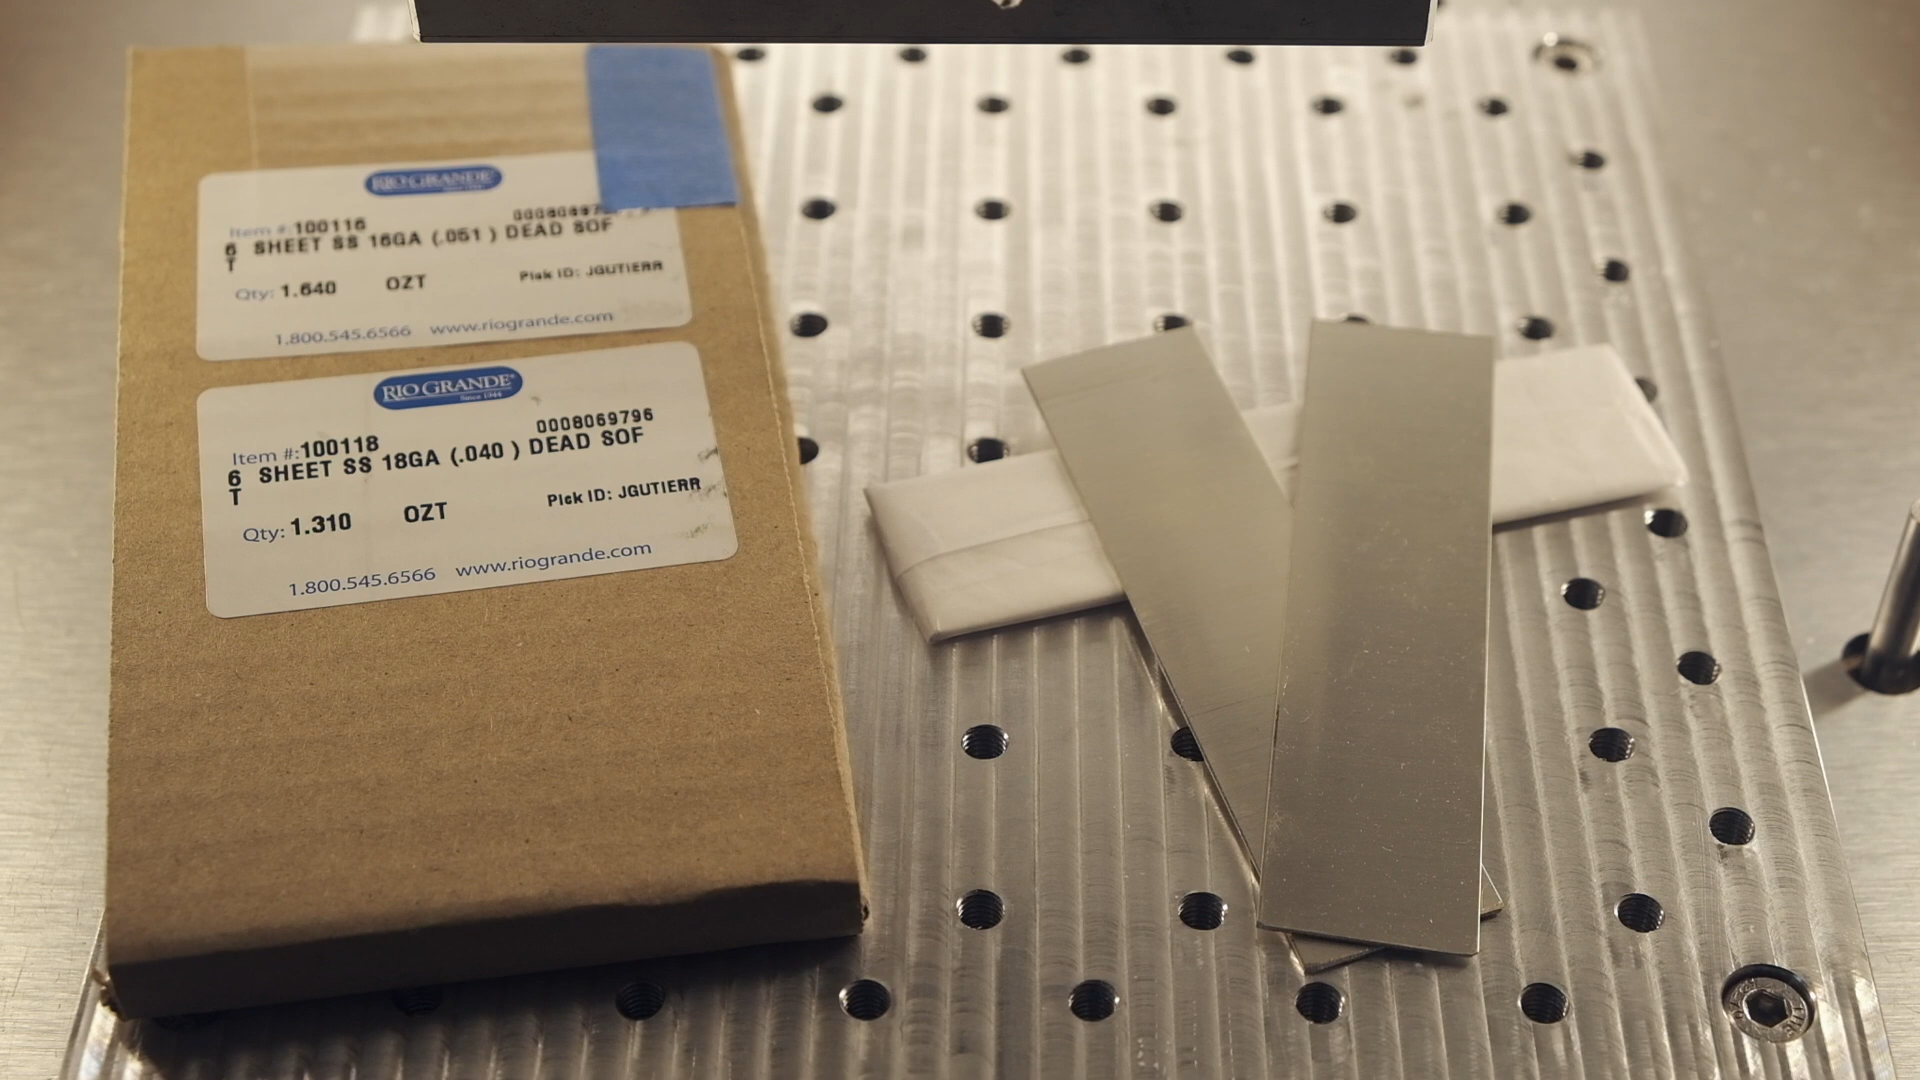 RIO GRANDE
Item #:100116
6 SHEET SS 16GA (.051 ) DEAD SOF
T
Qty: 1.640 OZT Pick ID: JGUTIERR
1.800.545.6566 www.riogrande.com
RIO GRANDE
Since 1944
0008069796
Item #:100118
6 SHEET SS 18GA (.040 ) DEAD SOF
T
Qty: 1.310 OZT Pick ID: JGUTIERR
1.800.545.6566 www.riogrande.com